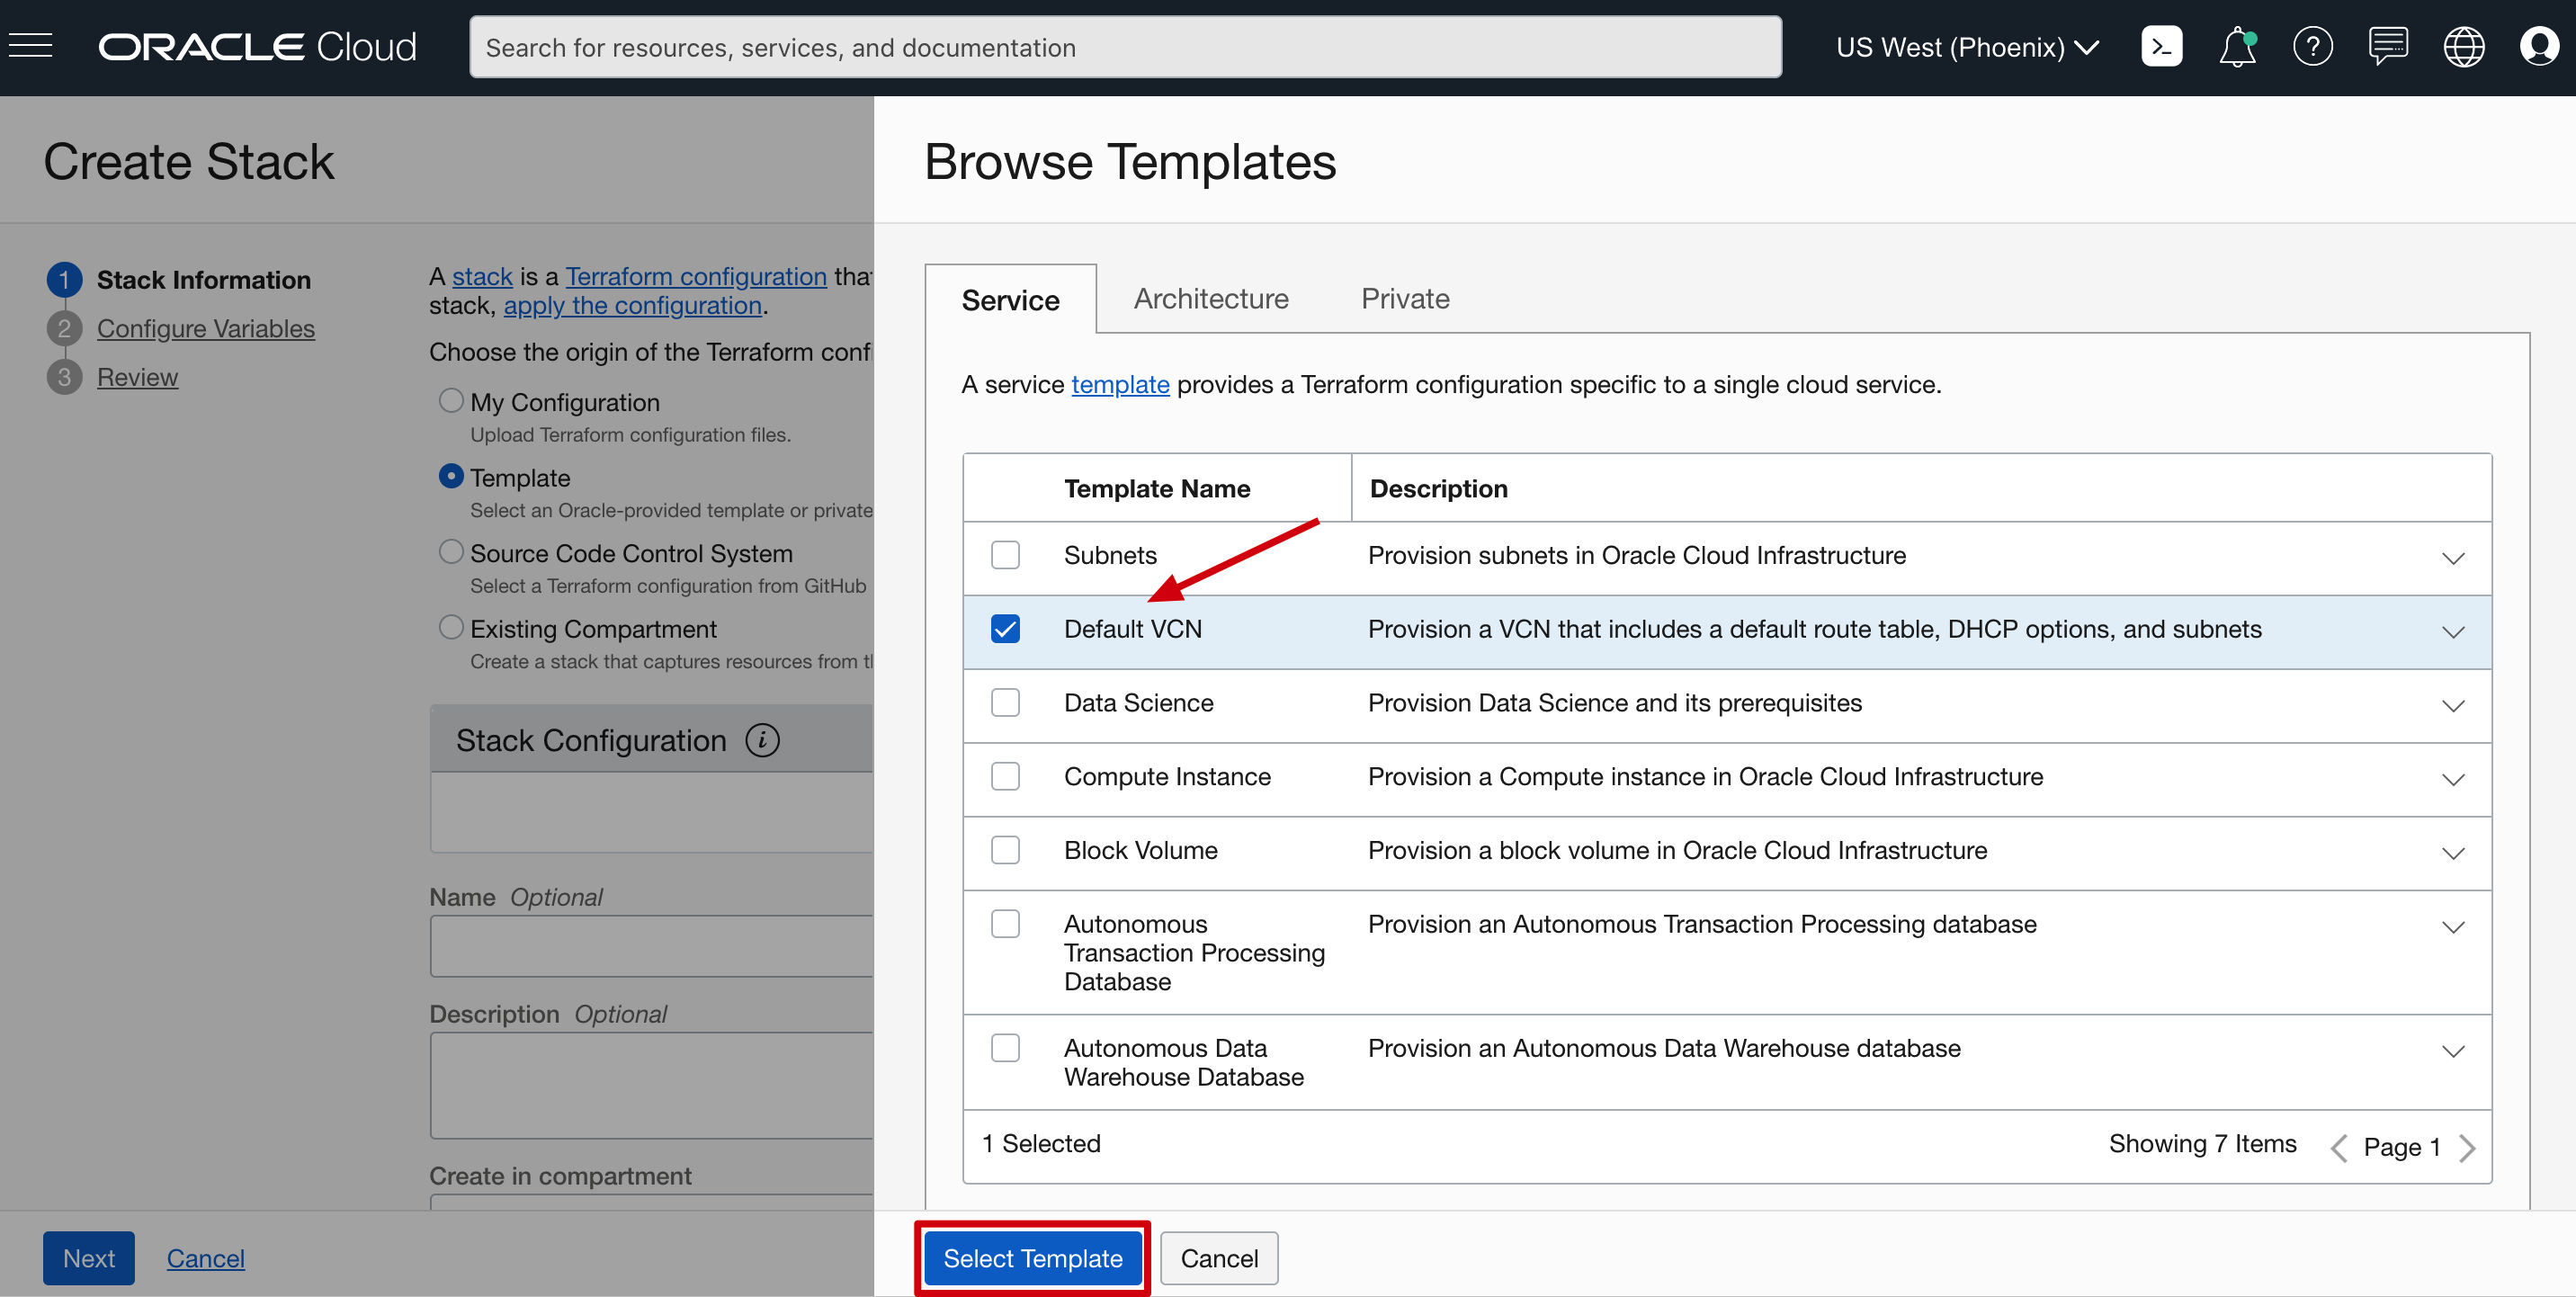 ORACLE Cloud
Search for resources, services, and documentation
US West (Phoenix)
Create Stack
1 Stack Information
2 Configure Variables
3 Review
A stack is a Terraform configuration
stack, apply the configuration.
Choose the origin of the Terraform
My Configuration
Upload Terraform configuration files.
Template
Select an Oracle-provided template or private
Source Code Control System
Select a Terraform configuration from GitHub
Existing Compartment
Create a stack that captures resources from
Stack Configuration i
Name Optional
Description Optional
Create in compartment
Next Cancel
Browse Templates
Service Architecture Private
A service template provides a Terraform configuration specific to a single cloud service.
Template Name Description
Subnets Provision subnets in Oracle Cloud Infrastructure
Default VCN Provision a VCN that includes a default route table, DHCP options, and subnets
Data Science Provision Data Science and its prerequisites
Compute Instance Provision a Compute instance in Oracle Cloud Infrastructure
Block Volume Provision a block volume in Oracle Cloud Infrastructure
Autonomous Provision an Autonomous Transaction Processing database
Transaction Processing
Database
Autonomous Data Provision an Autonomous Data Warehouse database
Warehouse Database
1 Selected Showing 7 Items Page 1
Select Template Cancel